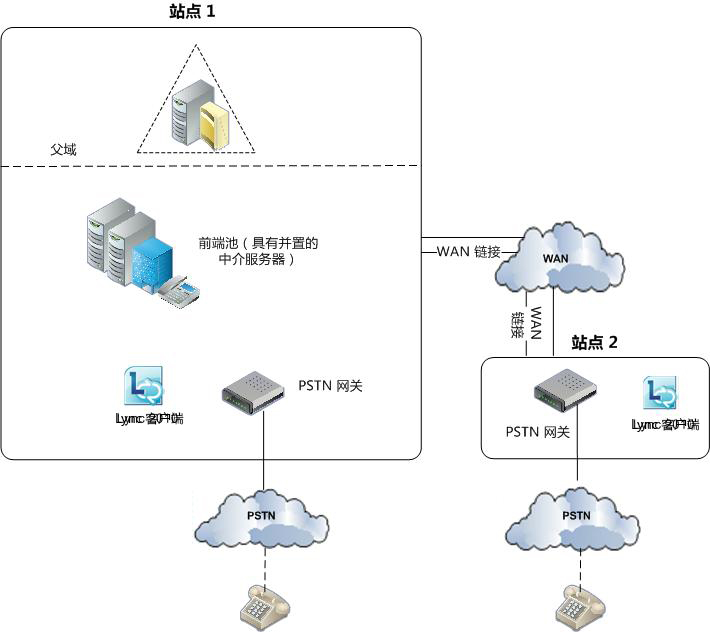 站点 1
父域
前端池（具有并置的
中介服务器）
WAN 链接
WAN
WAN
链接
站点 2
PSTN 网关
Lync 客户端
PSTN 网关
Lync 客户端
PSTN
PSTN